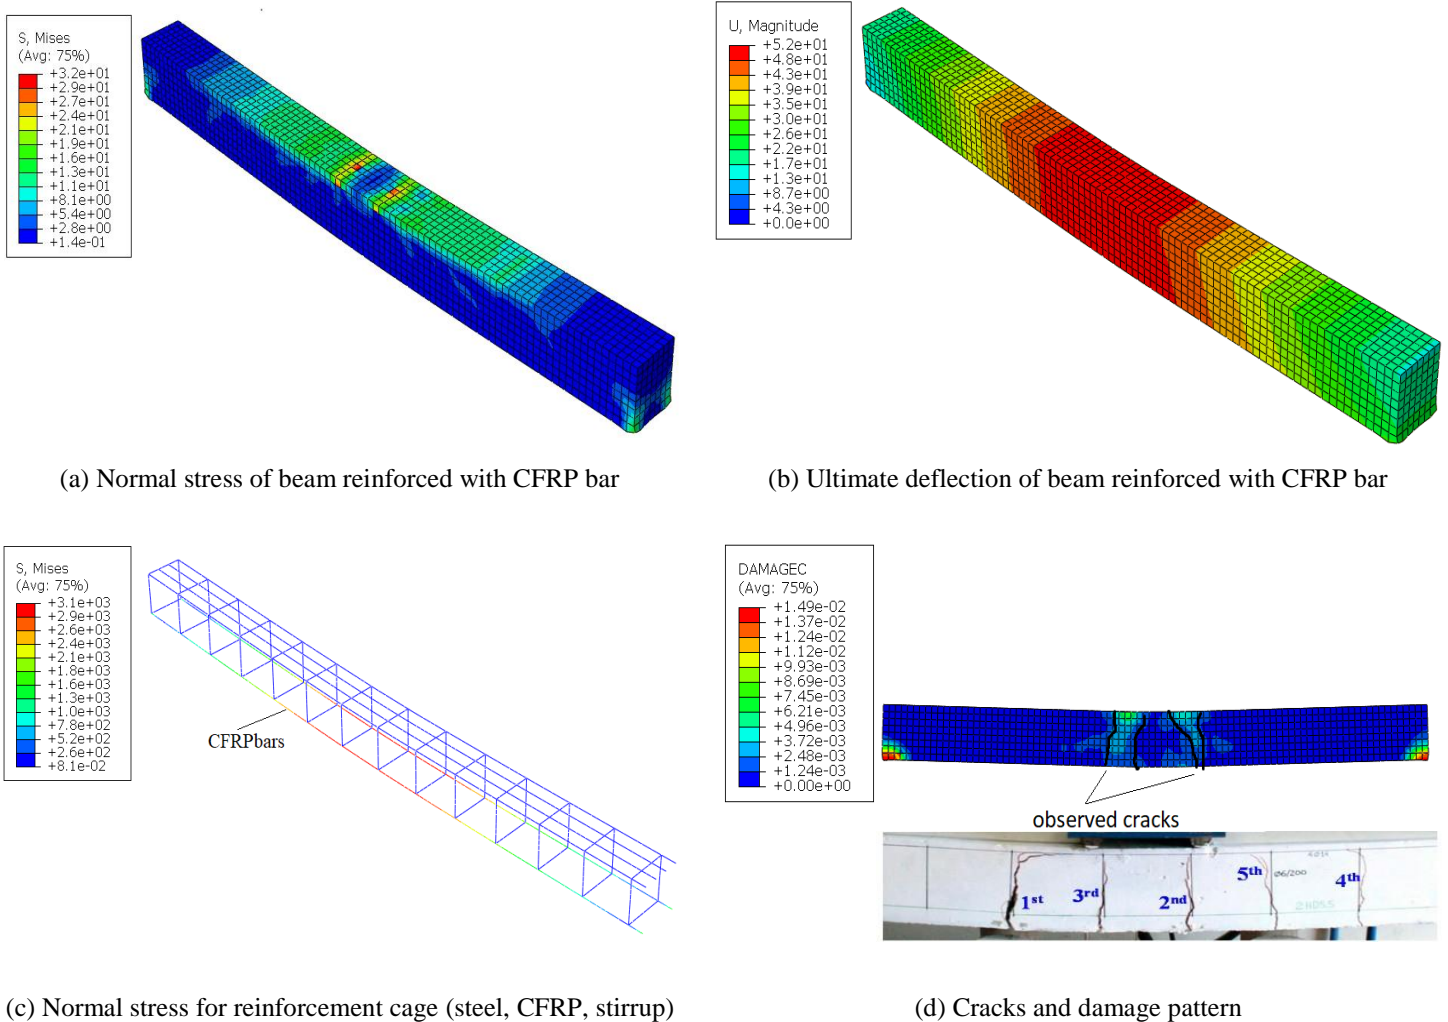 S, Mises
(Avg: 75%)
+3.2e+01
+2.9e+01
+2.7e+01
+2.4e+01
+2.1e+01
+1.9e+01
+1.6e+01
+1.3e+01
+1.1e+01
+8.1e+00
+5.4e+00
+2.8e+00
+1.4e-01
U, Magnitude
+5.2e+01
+4.8e+01
+4.3e+01
+3.9e+01
+3.5e+01
+3.0e+01
+2.6e+01
+2.2e+01
+1.7e+01
+1.3e+01
+8.7e+00
+4.3e+00
+0.0e+00
(a) Normal stress of beam reinforced with CFRP bar
(b) Ultimate deflection of beam reinforced with CFRP bar
S, Mises
(Avg: 75%)
+3.1e+03
+2.9e+03
+2.6e+03
+2.4e+03
+2.1e+03
+1.8e+03
+1.6e+03
+1.3e+03
+1.0e+03
+7.8e+02
+5.2e+02
+2.6e+02
+8.1e-02
CFRPbars
DAMAGEC
(Avg: 75%)
+1.49e-02
+1.37e-02
+1.24e-02
+1.12e-02
+9.93e-03
+8.69e-03
+7.45e-03
+6.21e-03
+4.96e-03
+3.72e-03
+2.48e-03
+1.24e-03
+0.00e+00
observed cracks
1st
3rd
2nd
5th
Ø6/200
4th
(c) Normal stress for reinforcement cage (steel, CFRP, stirrup)
(d) Cracks and damage pattern